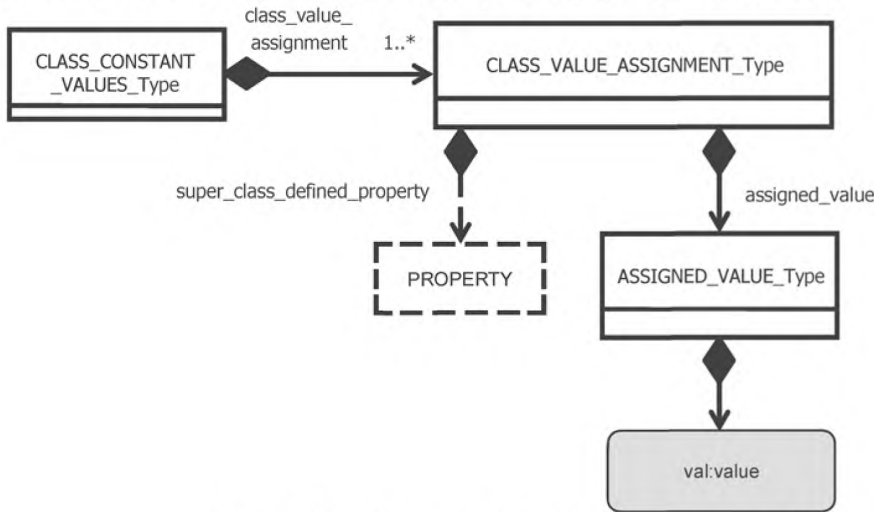 class_value_
assignment
1..*
CLASS_CONSTANT
_VALUES_Type
CLASS_VALUE_ASSIGNMENT_Type
super_class_defined_property
assigned_value
PROPERTY
ASSIGNED_VALUE_Type
val:value